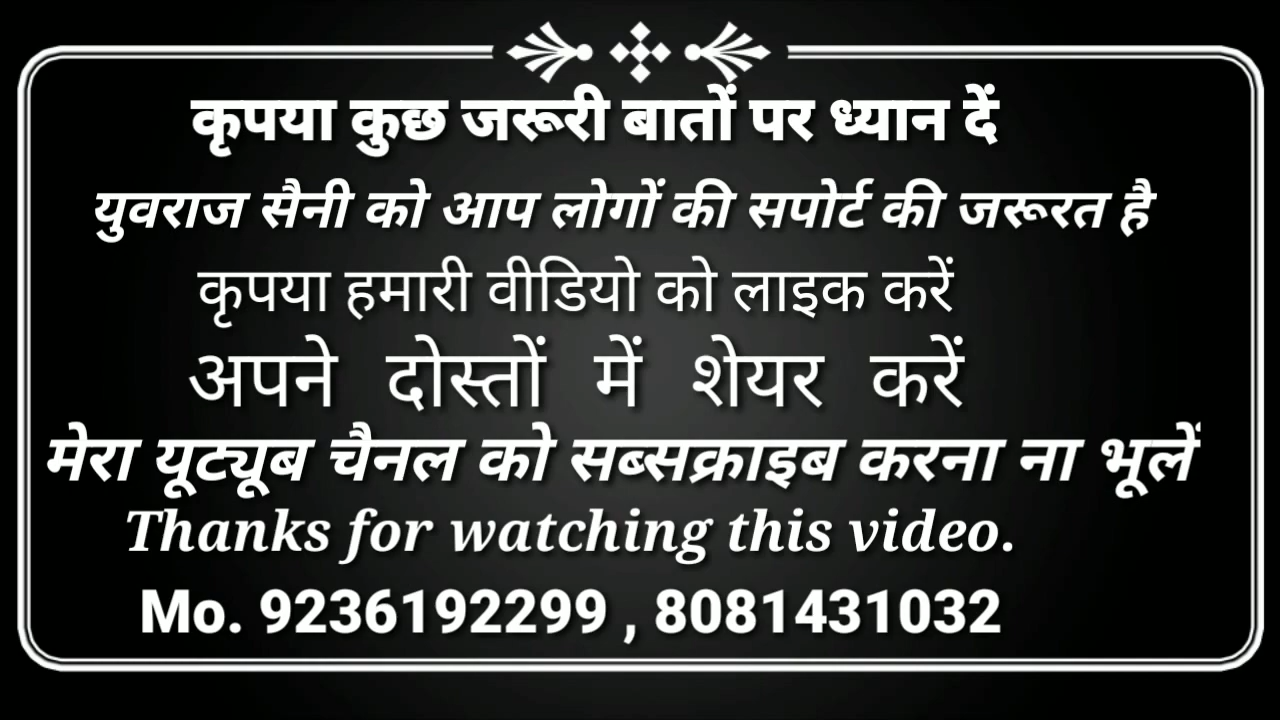 कृपया कुछ जरूरी बातों पर ध्यान दें
युवराज सैनी को आप लोगों की सपोर्ट की जरूरत है
कृपया हमारी वीडियो को लाइक करें
अपने दोस्तों में शेयर करें
मेरा यूट्यूब चैनल को सब्सक्राइब करना ना भूलें
Thanks for watching this video.
Mo. 9236192299 , 8081431032